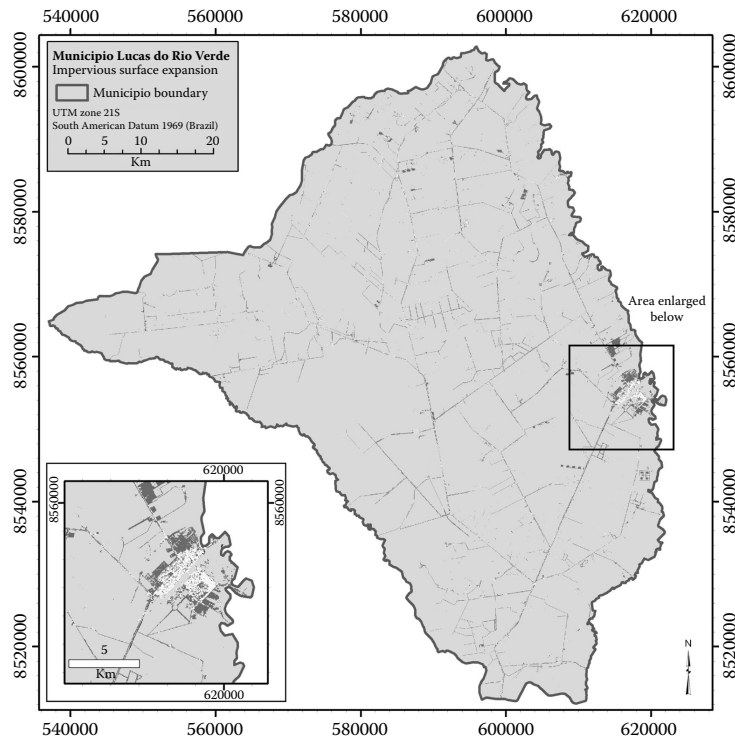 540000 560000 580000 600000 620000
Municipio Lucas do Rio Verde
Impervious surface expansion
Municipio boundary
UTM zone 21S
South American Datum 1969 (Brazil)
0 5 10 20
Km
8600000
8580000
8560000
8540000
8520000
8600000
8580000
8560000
8540000
8520000
Area enlarged
below
620000
8560000
8560000
5
Km
620000
N
540000 560000 580000 600000 620000